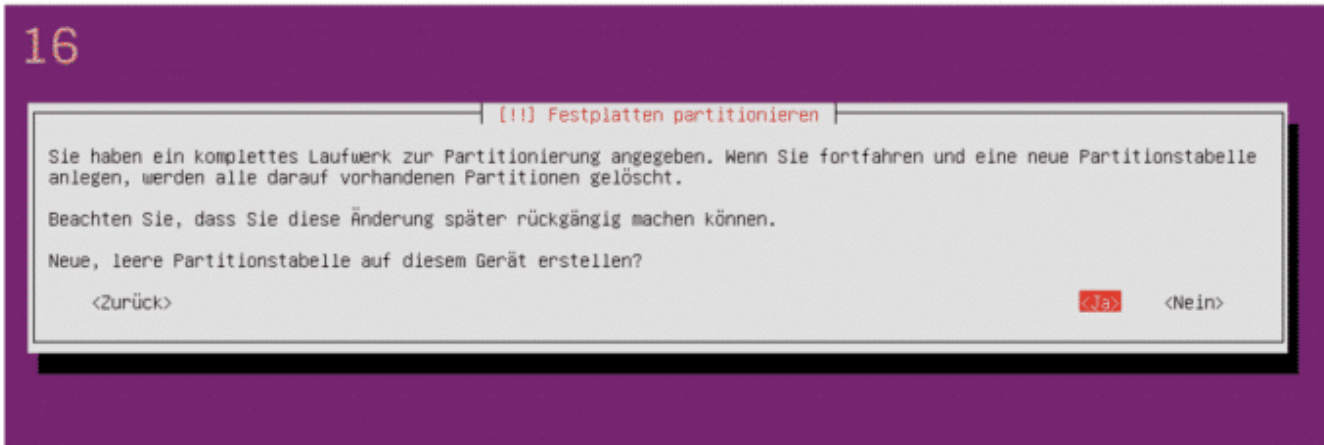 16
[!!] Festplatten partitionieren
Sie haben ein komplettes Laufwerk zur Partitionierung angegeben. Wenn Sie fortfahren und eine neue Partitionstabelle
anlegen, werden alle darauf vorhandenen Partitionen gelöscht.
Beachten Sie, dass Sie diese Änderung später rückgängig machen können.
Neue, leere Partitionstabelle auf diesem Gerät erstellen?
<Zurück> <Ja> <Nein>